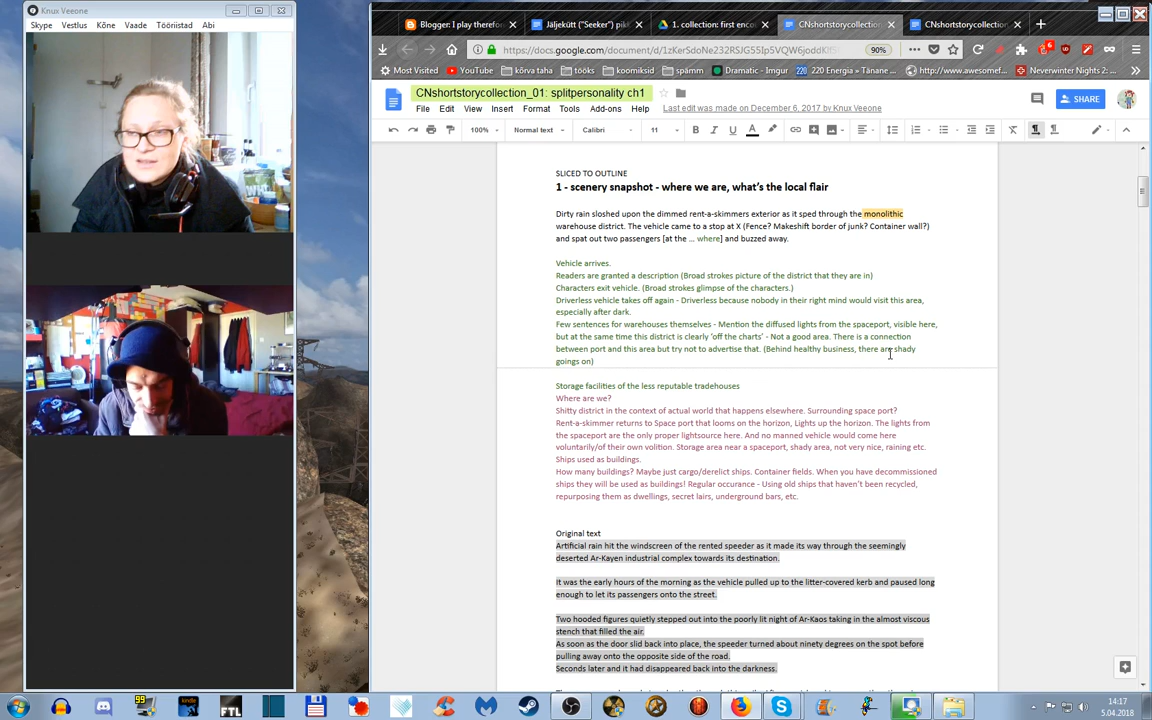 Knux Veeone
Skype Vestlus Kõne Vaade Tööriistad Abi
Blogger: I play therefor
Jäljekütt ("Seeker") pikk
1. collection: first enco
CNshortstorycollection
CNshortstorycollection
90%
Most Visited YouTube kõrva taha tööks koomiksid spämm Dramatic - Imgur 220 Energia » Tänane ... http://www.awesomef... Neverwinter Nights 2: ...
CNshortstorycollection_01: splitpersonality ch1
File Edit View Insert Format Tools Add-ons Help Last edit was made on December 6, 2017 by Knux Veeone
SHARE
100% Normal text Calibri 11
SLICED TO OUTLINE
1 - scenery snapshot - where we are, what's the local flair
Dirty rain sloshed upon the dimmed rent-a-skimmers exterior as it sped through the monolithic
warehouse district. The vehicle came to a stop at X (Fence? Makeshift border of junk? Container wall?)
and spat out two passengers [at the ... where] and buzzed away.
Vehicle arrives.
Readers are granted a description (Broad strokes picture of the district that they are in)
Characters exit vehicle. (Broad strokes glimpse of the characters.)
Driverless vehicle takes off again - Driverless because nobody in their right mind would visit this area,
especially after dark.
Few sentences for warehouses themselves - Mention the diffused lights from the spaceport, visible here,
but at the same time this district is clearly 'off the charts' - Not a good area. There is a connection
between port and this area but try not to advertise that. (Behind healthy business, there are shady
goings on)
Storage facilities of the less reputable tradehouses
Where are we?
Shitty district in the context of actual world that happens elsewhere. Surrounding space port?
Rent-a-skimmer returns to Space port that looms on the horizon, Lights up the horizon. The lights from
the spaceport are the only proper lightsource here. And no manned vehicle would come here
voluntarily/of their own volition. Storage area near a spaceport, shady area, not very nice, raining etc.
Ships used as buildings.
How many buildings? Maybe just cargo/derelict ships. Container fields. When you have decommissioned
ships they will be used as buildings! Regular occurance - Using old ships that haven't been recycled,
repurposing them as dwellings, secret lairs, underground bars, etc.
Original text
Artificial rain hit the windscreen of the rented speeder as it made its way through the seemingly
deserted Ar-Kayen industrial complex towards its destination.
It was the early hours of the morning as the vehicle pulled up to the litter-covered kerb and paused long
enough to let its passengers onto the street.
Two hooded figures quietly stepped out into the poorly lit night of Ar-Kaos taking in the almost viscous
stench that filled the air.
As soon as the door slid back into place, the speeder turned about ninety degrees on the spot before
pulling away onto the opposite side of the road.
Seconds later and it had disappeared back into the darkness.
99
kindle
FTL
14:17
5.04.2018